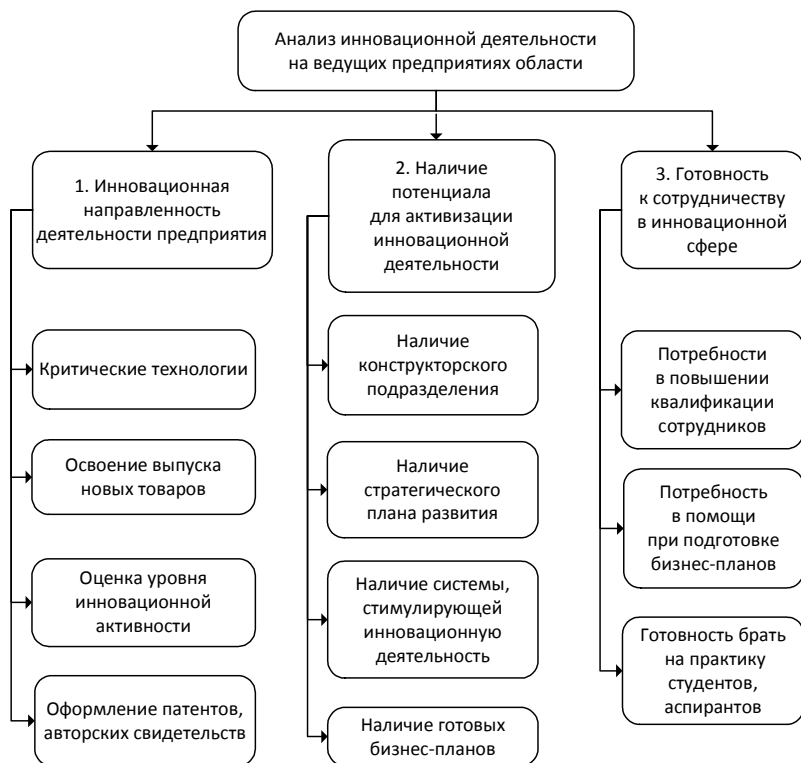 Анализ инновационной деятельности
на ведущих предприятиях области
1. Инновационная
направленность
деятельности предприятия
Критические технологии
Освоение выпуска
новых товаров
Оценка уровня
инновационной
активности
Оформление патентов,
авторских свидетельств
2. Наличие
потенциала
для активизации
инновационной
деятельности
Наличие
конструкторского
подразделения
Наличие
стратегического
плана развития
Наличие системы,
стимулирующей
инновационную
деятельность
Наличие готовых
бизнес-планов
3. Готовность
к сотрудничеству
в инновационной
сфере
Потребности
в повышении
квалификации
сотрудников
Потребность
в помощи
при подготовке
бизнес-планов
Готовность брать
на практику
студентов,
аспирантов